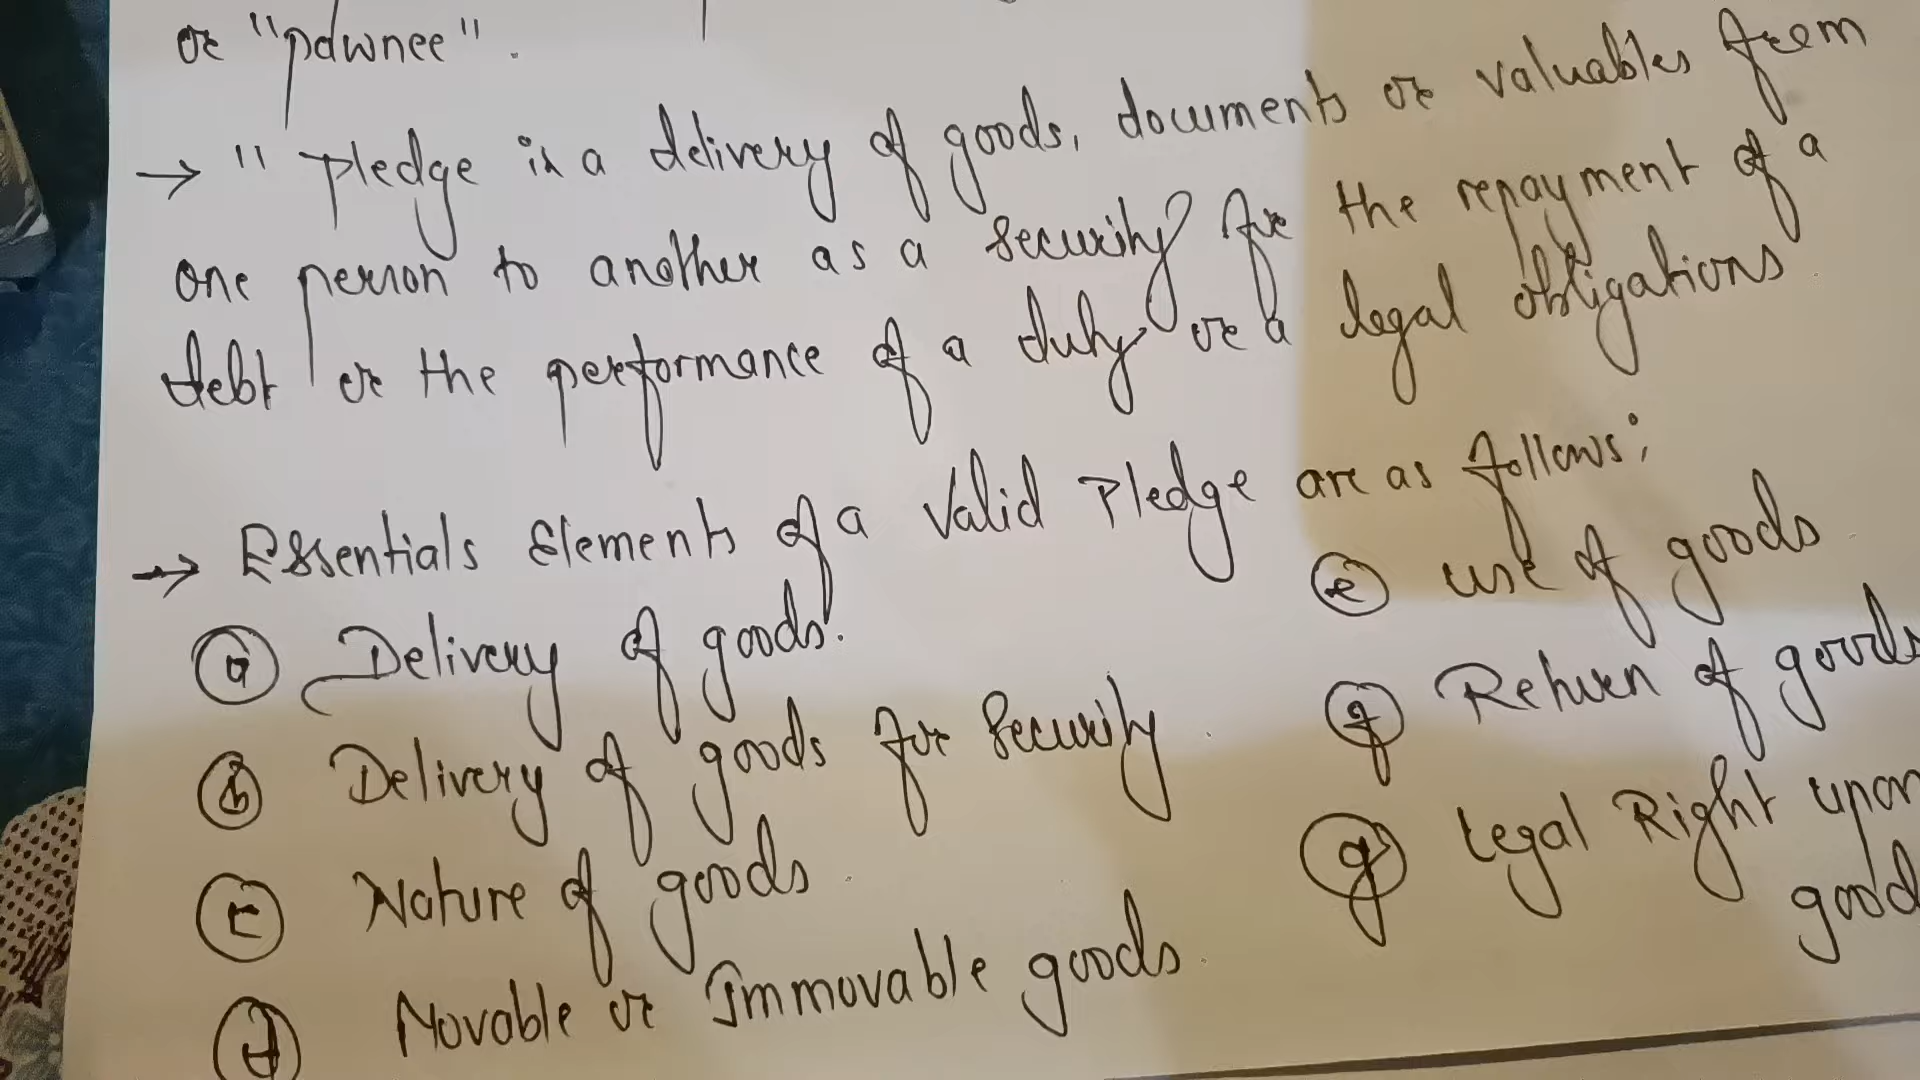 or "pawnee".
→ "Pledge is a delivery of goods, documents or valuables from
one person to another as a security for the repayment of a
debt or the performance of a duty or a legal obligations
→ Essentials Elements of a Valid Pledge are as follows;
(a) Delivery of goods.
(b) Delivery of goods for Security
(c) Nature of goods
(d) Movable or Immovable goods.
(e) use of goods
(f) Return of goods
(g) Legal Right upon
good